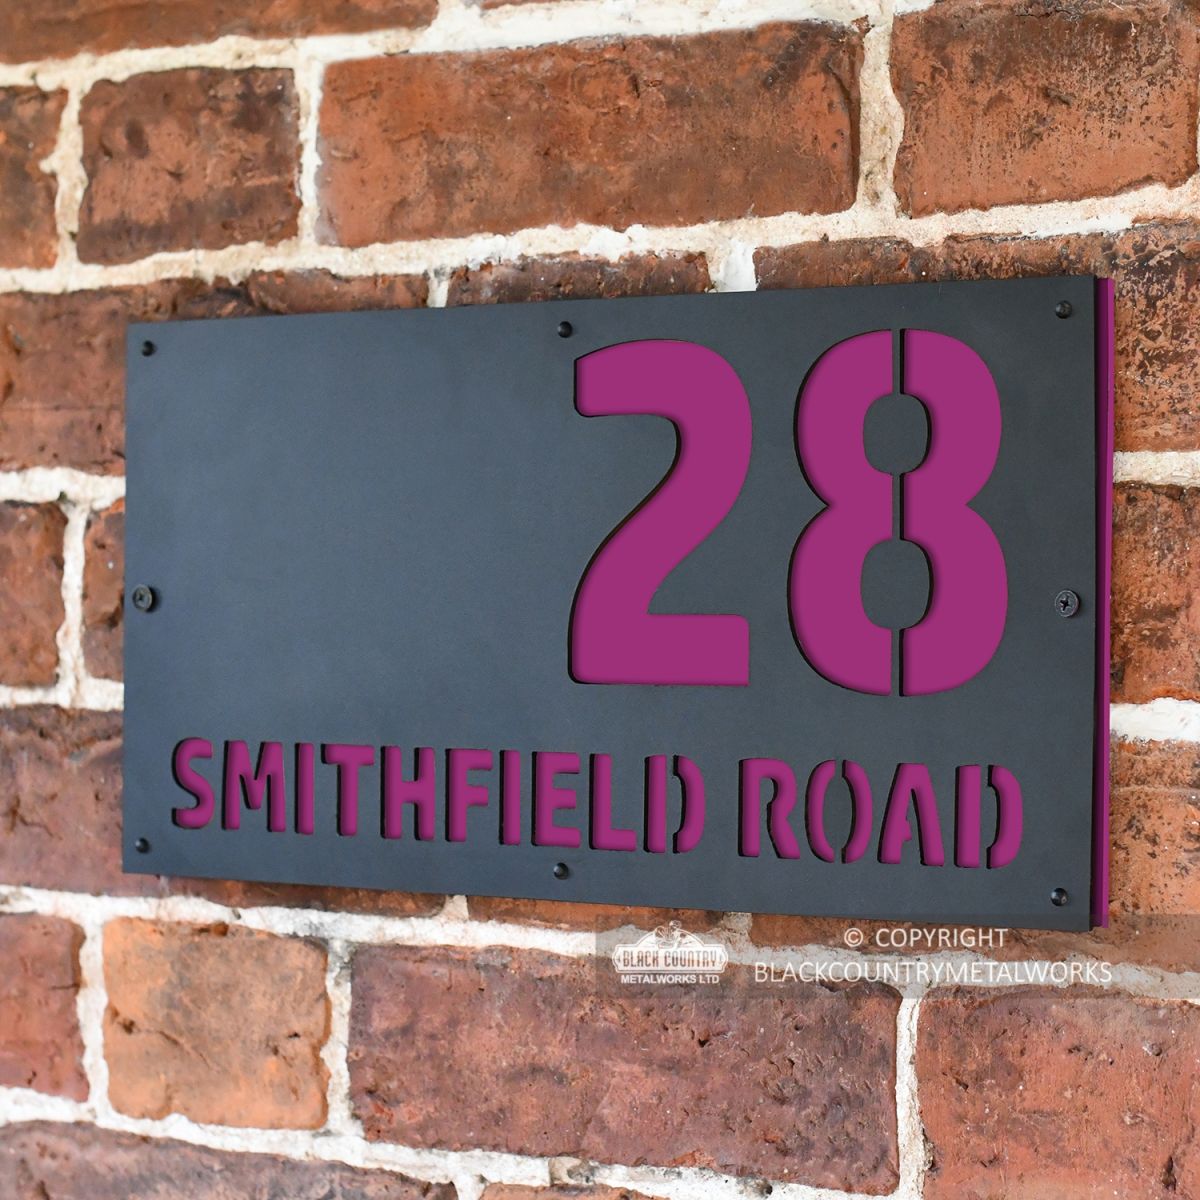 28
SMITHFIELD ROAD
BLACK COUNTRY
METALWORKS LTD
© COPYRIGHT
BLACKCOUNTRYMETALWORKS